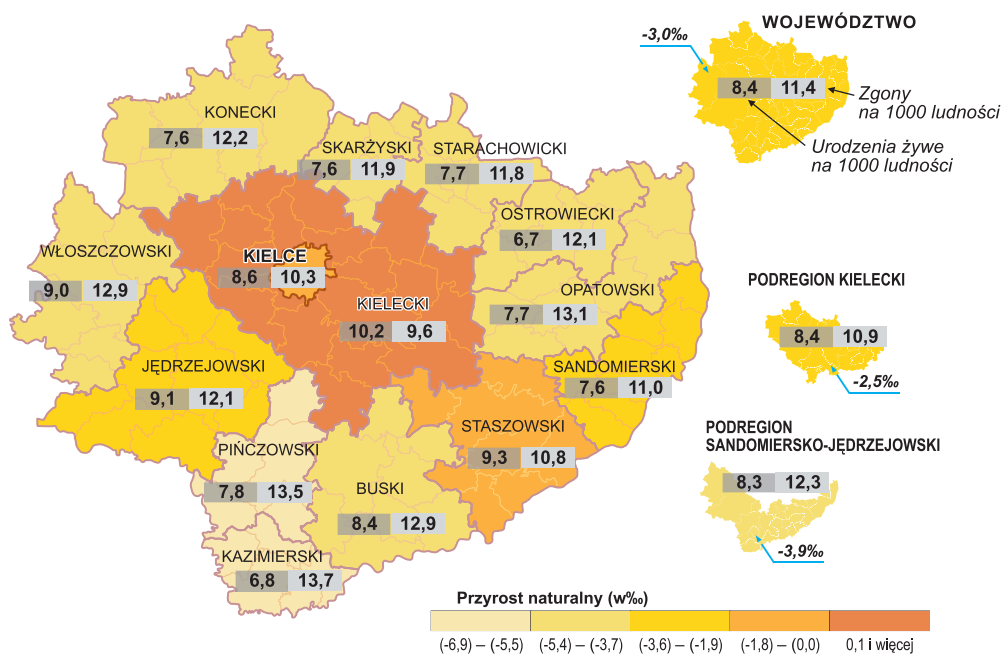 WOJEWÓDZTWO
-3,0‰
8,4 11,4
Zgony
na 1000 ludności
Urodzenia żywe
na 1000 ludności
KONECKI
7,6 12,2
SKARŻYSKI
7,6 11,9
STARACHOWICKI
7,7 11,8
OSTROWIECKI
6,7 12,1
WŁOSZCZOWSKI
9,0 12,9
KIELCE
8,6 10,3
KIELECKI
10,2 9,6
OPATOWSKI
7,7 13,1
PODREGION KIELECKI
8,4 10,9
-2,5‰
JĘDRZEJOWSKI
9,1 12,1
SANDOMIERSKI
7,6 11,0
STASZOWSKI
9,3 10,8
PODREGION
SANDOMIERSKO-JĘDRZEJOWSKI
8,3 12,3
-3,9‰
PIŃCZOWSKI
7,8 13,5
BUSKI
8,4 12,9
KAZIMIERSKI
6,8 13,7
Przyrost naturalny (w‰)
(-6,9) – (-5,5) (-5,4) – (-3,7) (-3,6) – (-1,9) (-1,8) – (0,0) 0,1 i więcej